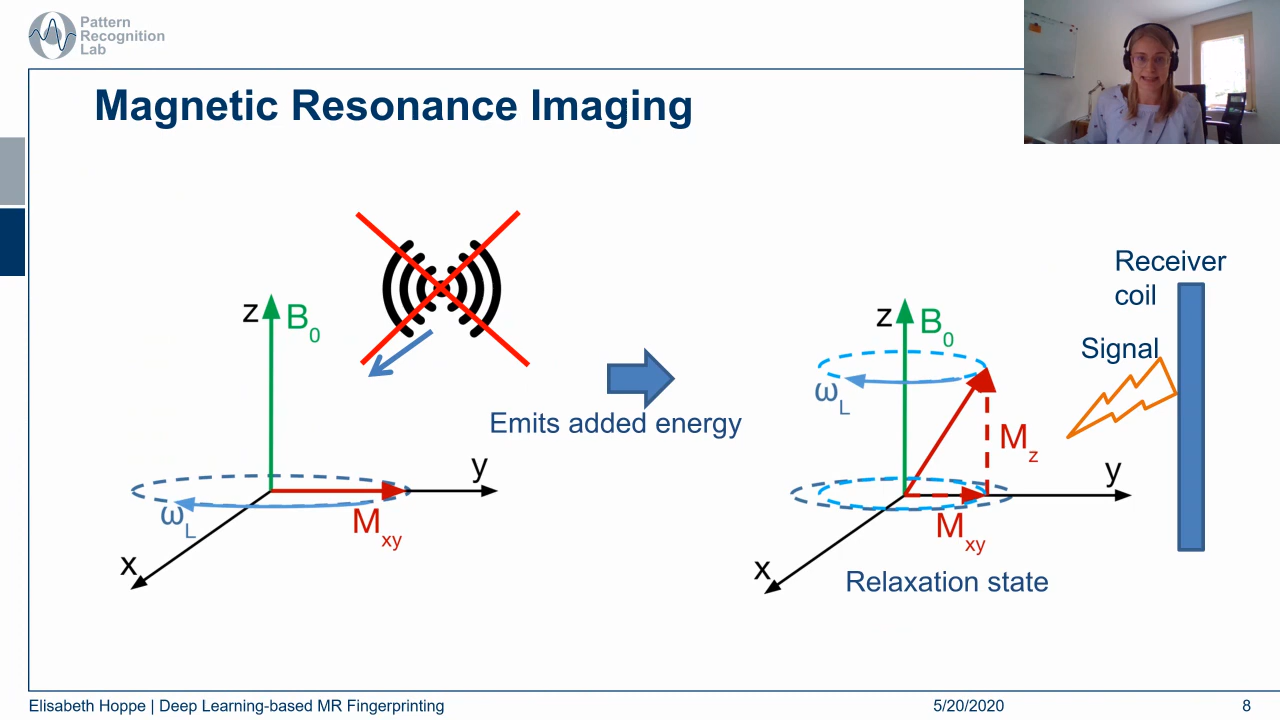 Pattern
Recognition
Lab
Magnetic Resonance Imaging
z
B0
y
ωL
Mxy
x
Emits added energy
z
B0
ωL
Mz
y
Mxy
x
Relaxation state
Receiver
coil
Signal
Elisabeth Hoppe | Deep Learning-based MR Fingerprinting
5/20/2020
8